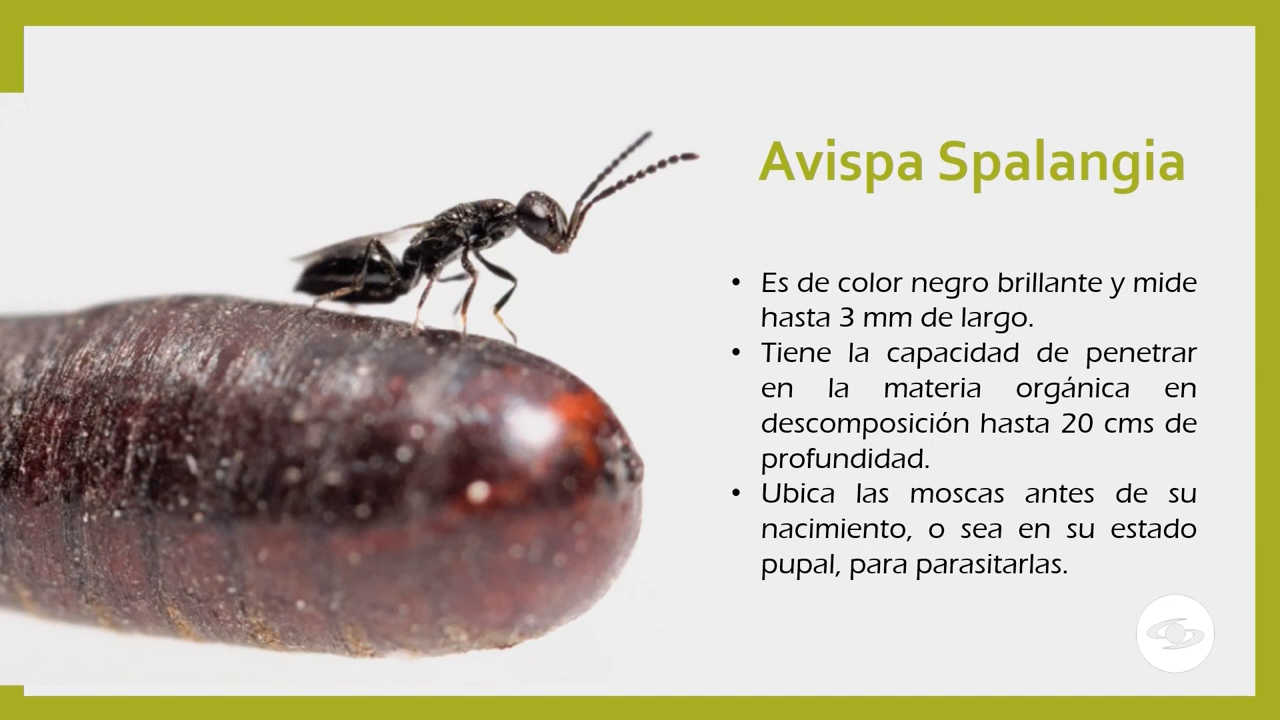 Avispa Spalangia
• Es de color negro brillante y mide
hasta 3 mm de largo.
• Tiene la capacidad de penetrar
en la materia orgánica en
descomposición hasta 20 cms de
profundidad.
• Ubica las moscas antes de su
nacimiento, o sea en su estado
pupal, para parasitarlas.